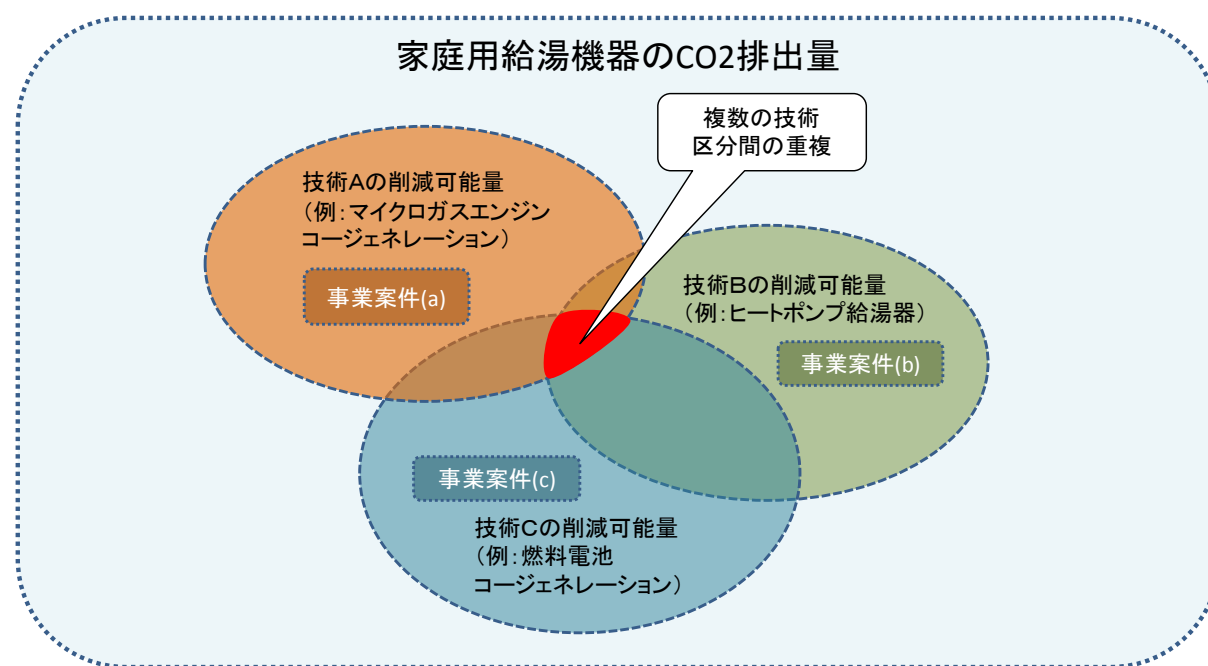 家庭用給湯機器のCO2排出量
複数の技術
区分間の重複
技術Aの削減可能量
（例：マイクロガスエンジン
コージェネレーション）
事業案件(a)
技術Bの削減可能量
（例：ヒートポンプ給湯器）
事業案件(b)
事業案件(c)
技術Cの削減可能量
（例：燃料電池
コージェネレーション）